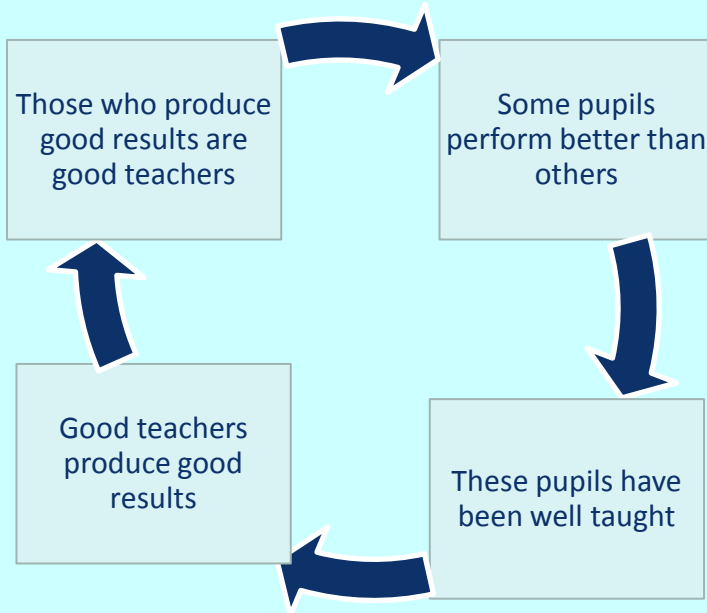 Those who produce
good results are
good teachers
Some pupils
perform better than
others
These pupils have
been well taught
Good teachers
produce good
results